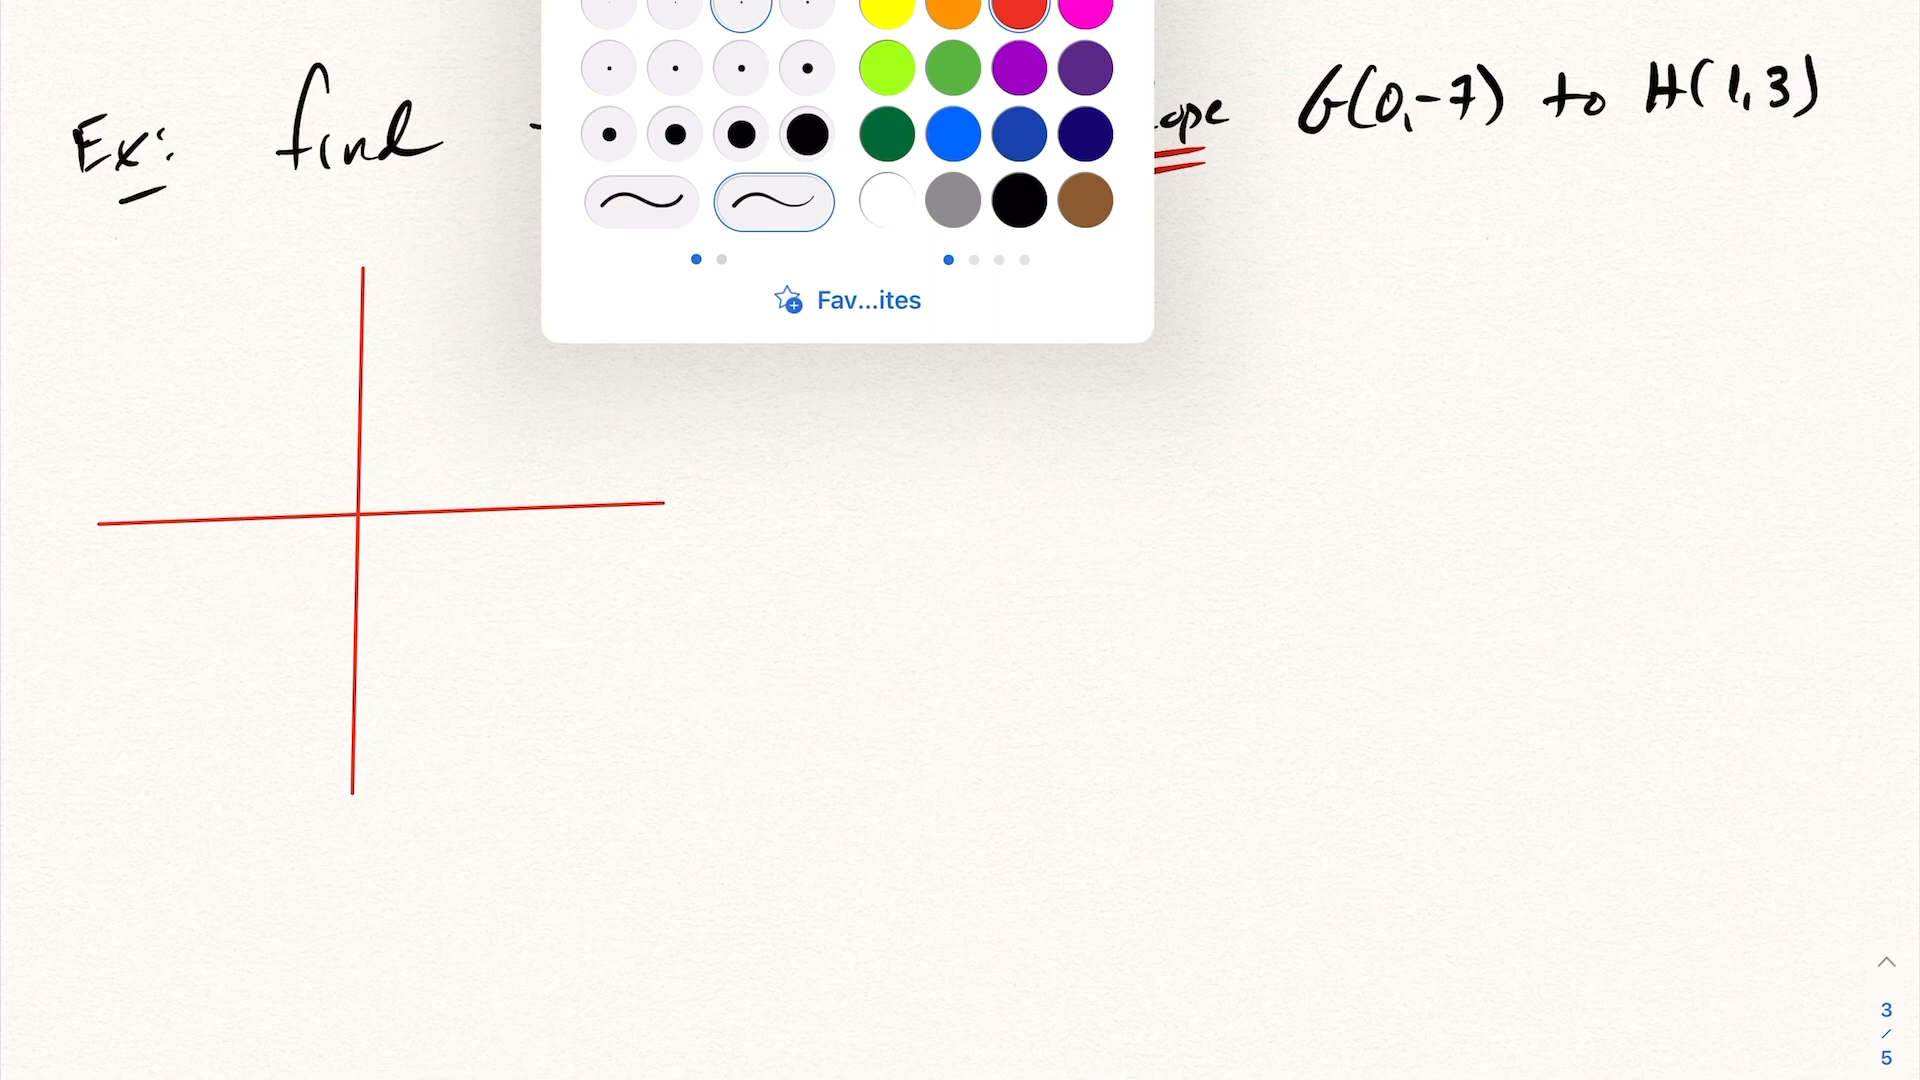 Ex: find ope G(0,-7) to H(1,3)
Fav...ites
3
/
5